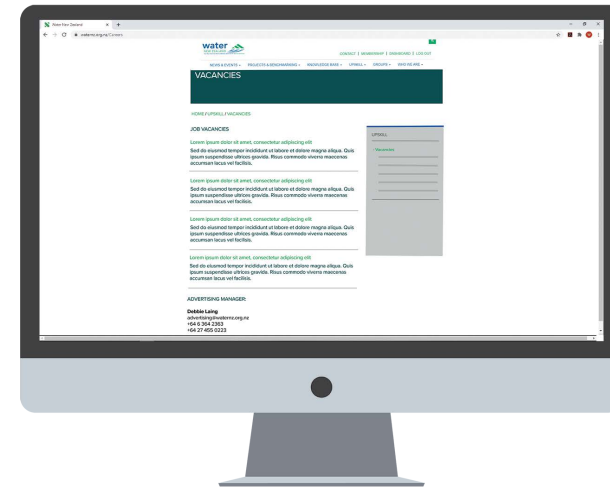 Water New Zealand
waternz.org.nz/Careers
water
NEW ZEALAND
CONTACT | MEMBERSHIP | DASHBOARD | LOG OUT
NEWS & EVENTS PROJECTS & BENCHMARKING KNOWLEDGE BASE UPSKILL GROUPS WHO WE ARE
VACANCIES
HOME / UPSKILL / VACANCIES
JOB VACANCIES
UPSKILL
Lorem ipsum dolor sit amet, consectetur adipiscing elit
Vacancies
Sed do eiusmod tempor incididunt ut labore et dolore magna aliqua. Quis
ipsum suspendisse ultrices gravida. Risus commodo viverra maecenas
accumsan lacus vel facilisis.
Lorem ipsum dolor sit amet, consectetur adipiscing elit
Sed do eiusmod tempor incididunt ut labore et dolore magna aliqua. Quis
ipsum suspendisse ultrices gravida. Risus commodo viverra maecenas
accumsan lacus vel facilisis.
Lorem ipsum dolor sit amet, consectetur adipiscing elit
Sed do eiusmod tempor incididunt ut labore et dolore magna aliqua. Quis
ipsum suspendisse ultrices gravida. Risus commodo viverra maecenas
accumsan lacus vel facilisis.
Lorem ipsum dolor sit amet, consectetur adipiscing elit
Sed do eiusmod tempor incididunt ut labore et dolore magna aliqua. Quis
ipsum suspendisse ultrices gravida. Risus commodo viverra maecenas
accumsan lacus vel facilisis.
ADVERTISING MANAGER:
Debbie Laing
advertising@waternz.org.nz
+64 6 364 2363
+64 27 455 0223